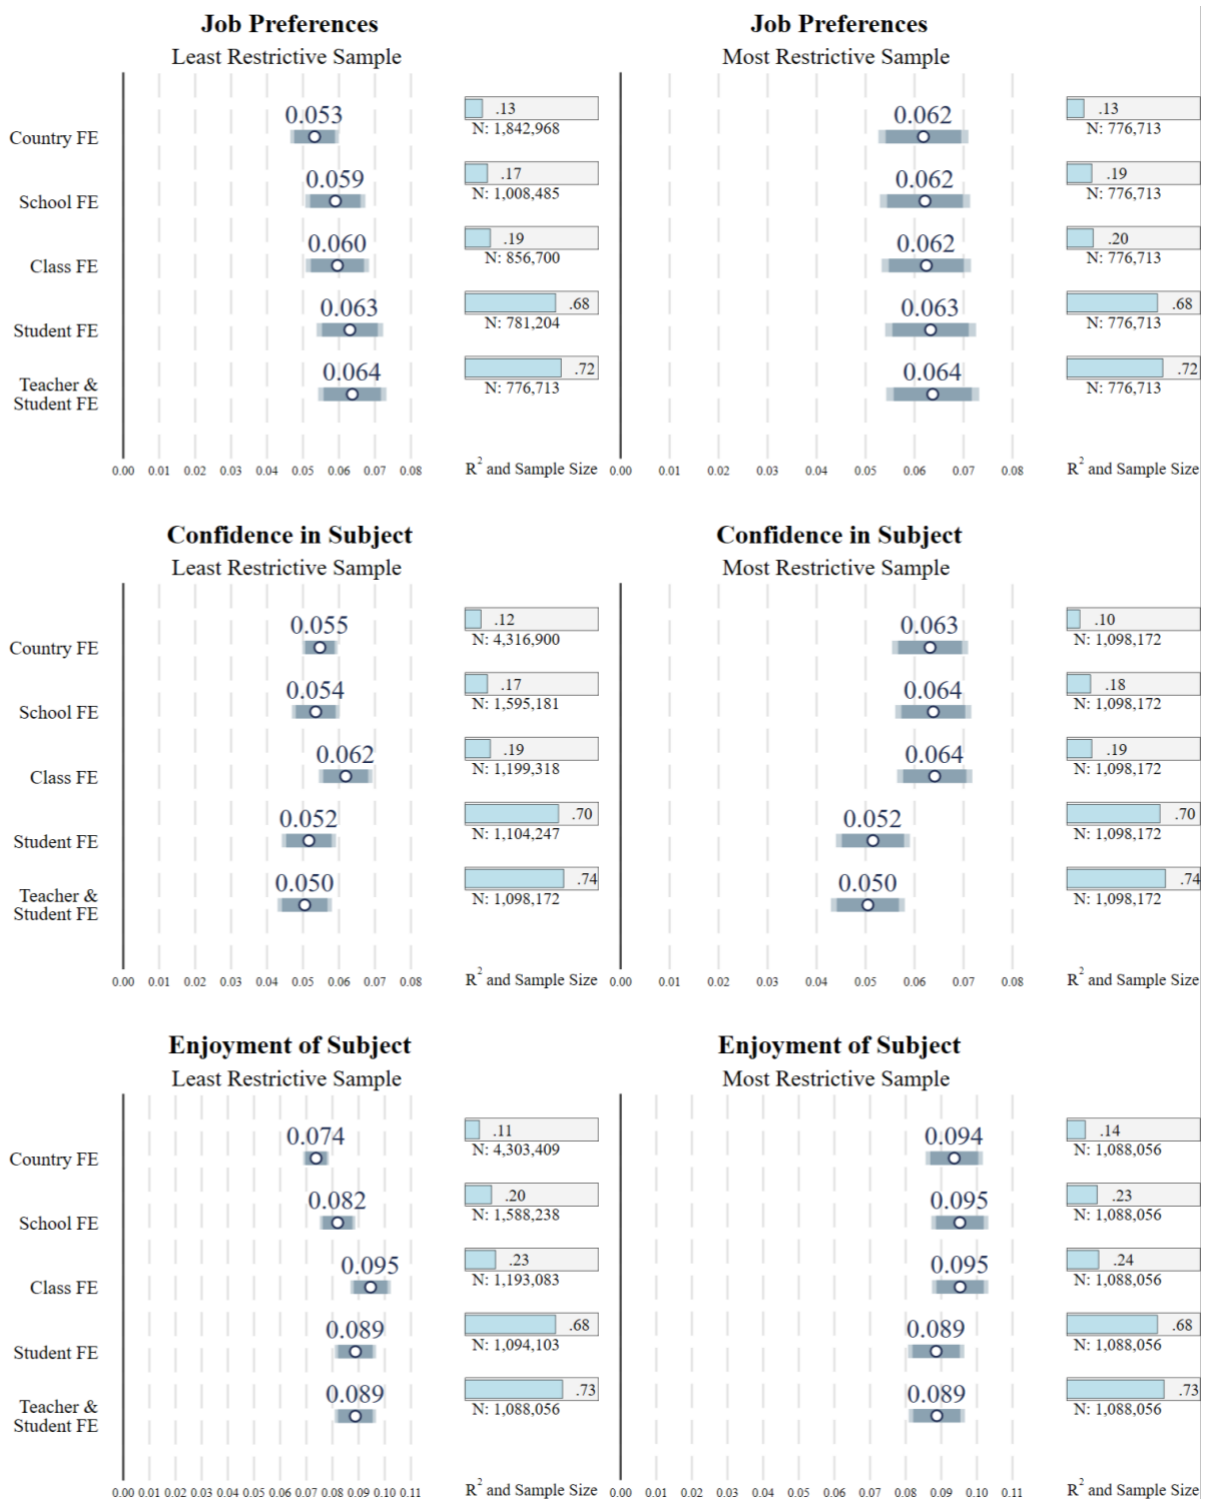 Job Preferences
Least Restrictive Sample
Country FE
0.053
.13
N: 1,842,968
School FE
0.059
.17
N: 1,008,485
Class FE
0.060
.19
N: 856,700
Student FE
0.063
.68
N: 781,204
Teacher &
Student FE
0.064
.72
N: 776,713
0.00 0.01 0.02 0.03 0.04 0.05 0.06 0.07 0.08
R² and Sample Size
Job Preferences
Most Restrictive Sample
0.062
.13
N: 776,713
0.062
.19
N: 776,713
0.062
.20
N: 776,713
0.063
.68
N: 776,713
0.064
.72
N: 776,713
0.00 0.01 0.02 0.03 0.04 0.05 0.06 0.07 0.08
R² and Sample Size
Confidence in Subject
Least Restrictive Sample
Country FE
0.055
.12
N: 4,316,900
School FE
0.054
.17
N: 1,595,181
Class FE
0.062
.19
N: 1,199,318
Student FE
0.052
.70
N: 1,104,247
Teacher &
Student FE
0.050
.74
N: 1,098,172
0.00 0.01 0.02 0.03 0.04 0.05 0.06 0.07 0.08
R² and Sample Size
Confidence in Subject
Most Restrictive Sample
0.063
.10
N: 1,098,172
0.064
.18
N: 1,098,172
0.064
.19
N: 1,098,172
0.052
.70
N: 1,098,172
0.050
.74
N: 1,098,172
0.00 0.01 0.02 0.03 0.04 0.05 0.06 0.07 0.08
R² and Sample Size
Enjoyment of Subject
Least Restrictive Sample
Country FE
0.074
.11
N: 4,303,409
School FE
0.082
.20
N: 1,588,238
Class FE
0.095
.23
N: 1,193,083
Student FE
0.089
.68
N: 1,094,103
Teacher &
Student FE
0.089
.73
N: 1,088,056
0.00 0.01 0.02 0.03 0.04 0.05 0.06 0.07 0.08 0.09 0.10 0.11
R² and Sample Size
Enjoyment of Subject
Most Restrictive Sample
0.094
.14
N: 1,088,056
0.095
.23
N: 1,088,056
0.095
.24
N: 1,088,056
0.089
.68
N: 1,088,056
0.089
.73
N: 1,088,056
0.00 0.01 0.02 0.03 0.04 0.05 0.06 0.07 0.08 0.09 0.10 0.11
R² and Sample Size